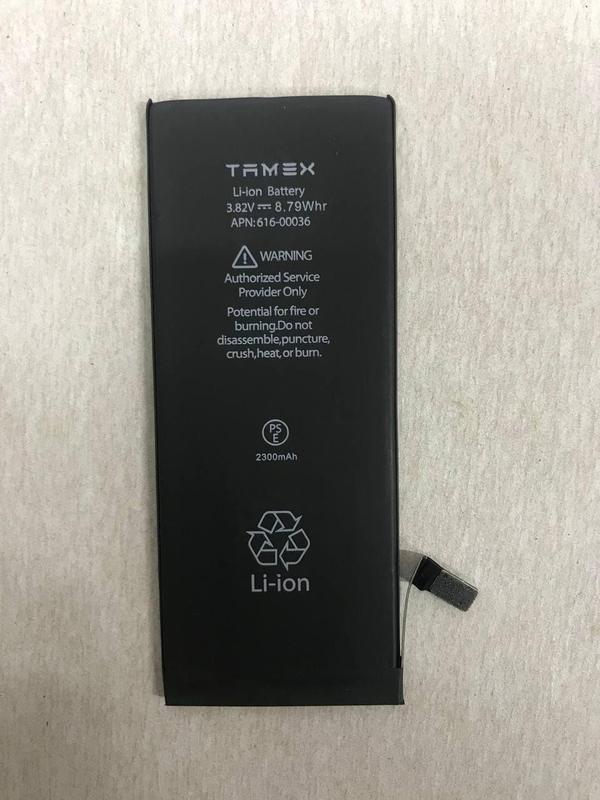 TAMEX
Li-ion Battery
3.82V ⎓ 8.79Whr
APN:616-00036
WARNING
Authorized Service
Provider Only
Potential for fire or
burning.Do not
disassemble,puncture,
crush,heat,or burn.
PS
E
2300mAh
Li-ion